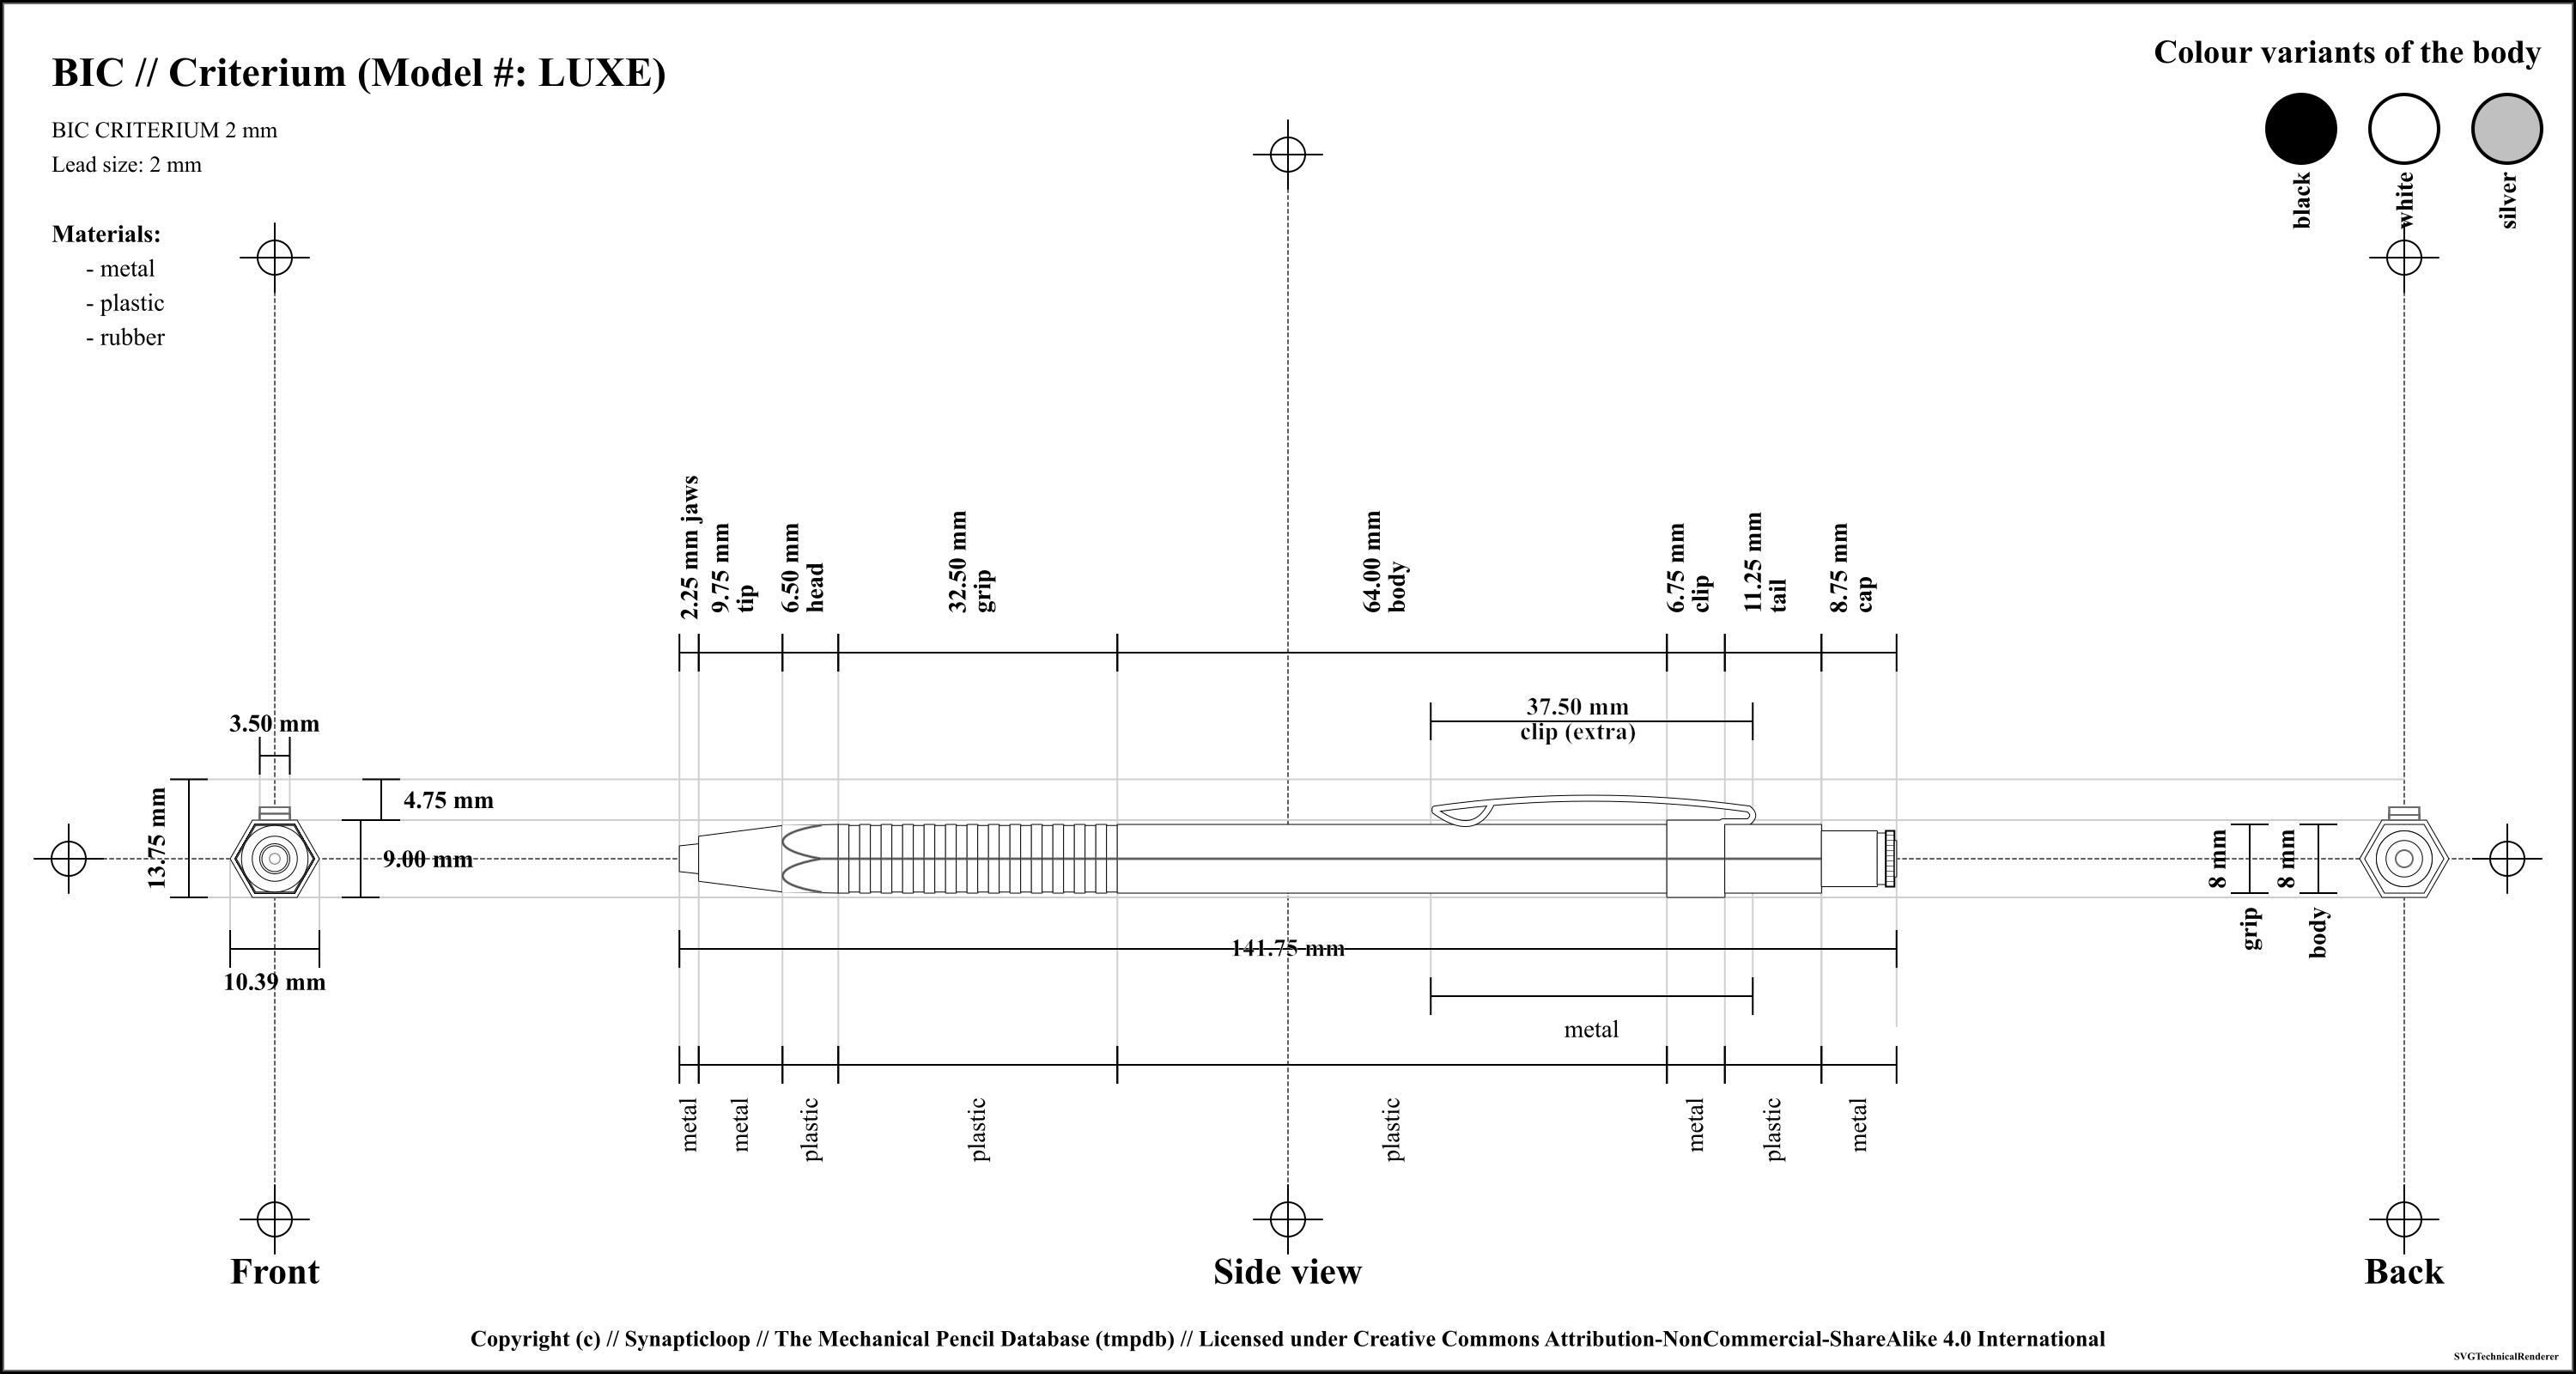 BIC // Criterium (Model #: LUXE)
BIC CRITERIUM 2 mm
Lead size: 2 mm
Materials:
- metal
- plastic
- rubber
Colour variants of the body
black
white
silver
2.25 mm jaws
9.75 mm
tip
6.50 mm
head
32.50 mm
grip
64.00 mm
body
6.75 mm
clip
11.25 mm
tail
8.75 mm
cap
37.50 mm
clip (extra)
3.50 mm
13.75 mm
4.75 mm
9.00 mm
10.39 mm
141.75 mm
8 mm
grip
8 mm
body
metal
metal
metal
plastic
plastic
plastic
metal
plastic
metal
Front
Side view
Back
Copyright (c) // Synapticloop // The Mechanical Pencil Database (tmpdb) // Licensed under Creative Commons Attribution-NonCommercial-ShareAlike 4.0 International
SVGTechnicalRenderer